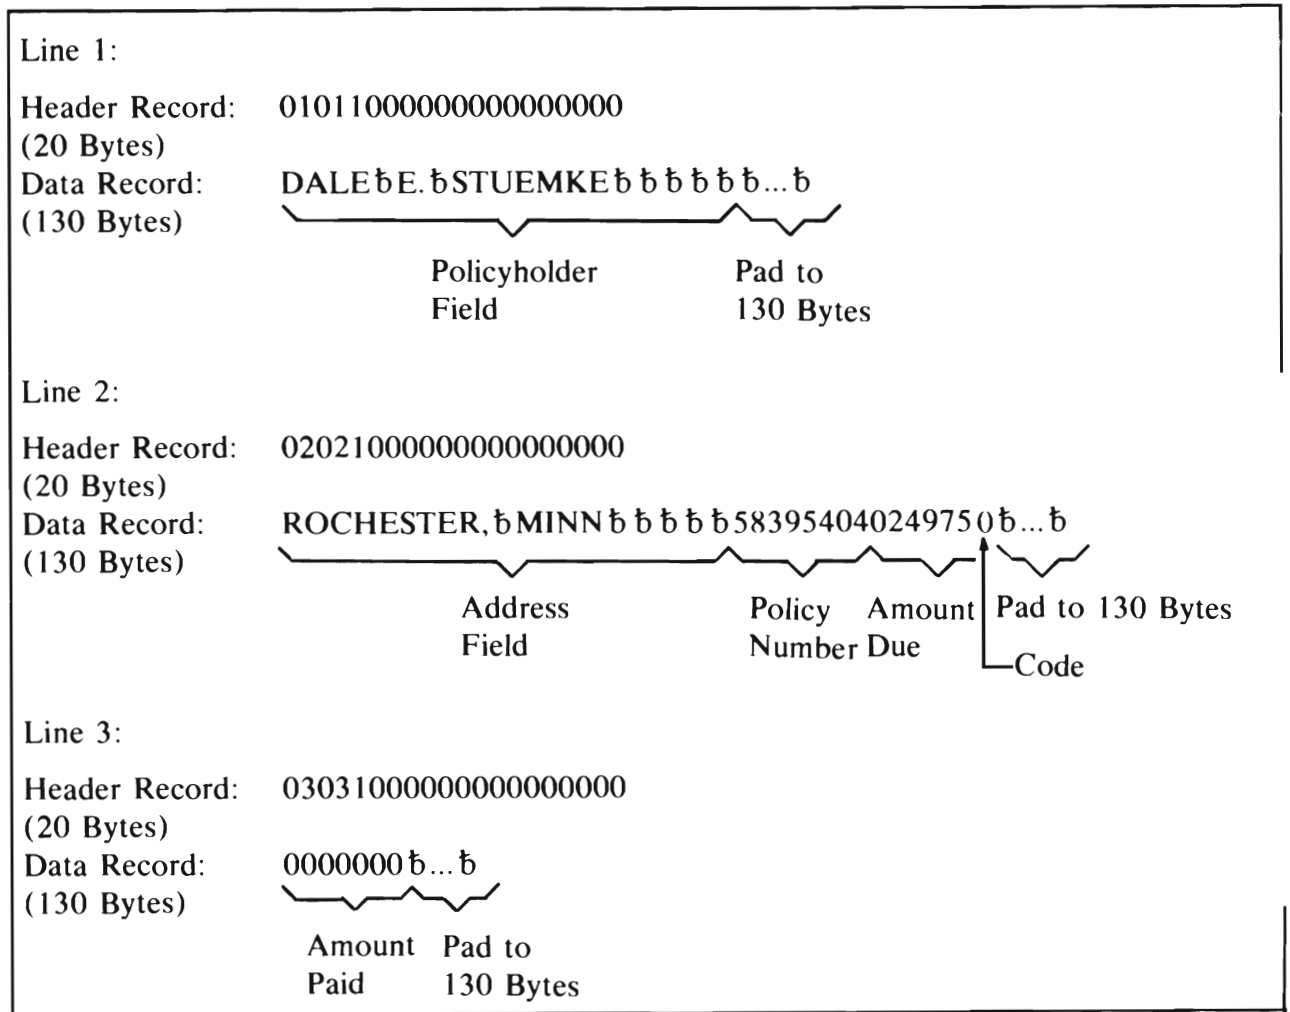 Line 1:
Header Record: 01011000000000000000
(20 Bytes)
Data Record: DALEƀE.ƀSTUEMKEƀƀƀƀƀƀ...ƀ
(130 Bytes)
Policyholder Pad to
Field 130 Bytes
Line 2:
Header Record: 02021000000000000000
(20 Bytes)
Data Record: ROCHESTER,ƀMINNƀƀƀƀƀ583954040249750ƀ...ƀ
(130 Bytes)
Address Policy Amount Pad to 130 Bytes
Field Number Due
Code
Line 3:
Header Record: 03031000000000000000
(20 Bytes)
Data Record: 0000000ƀ...ƀ
(130 Bytes)
Amount Pad to
Paid 130 Bytes